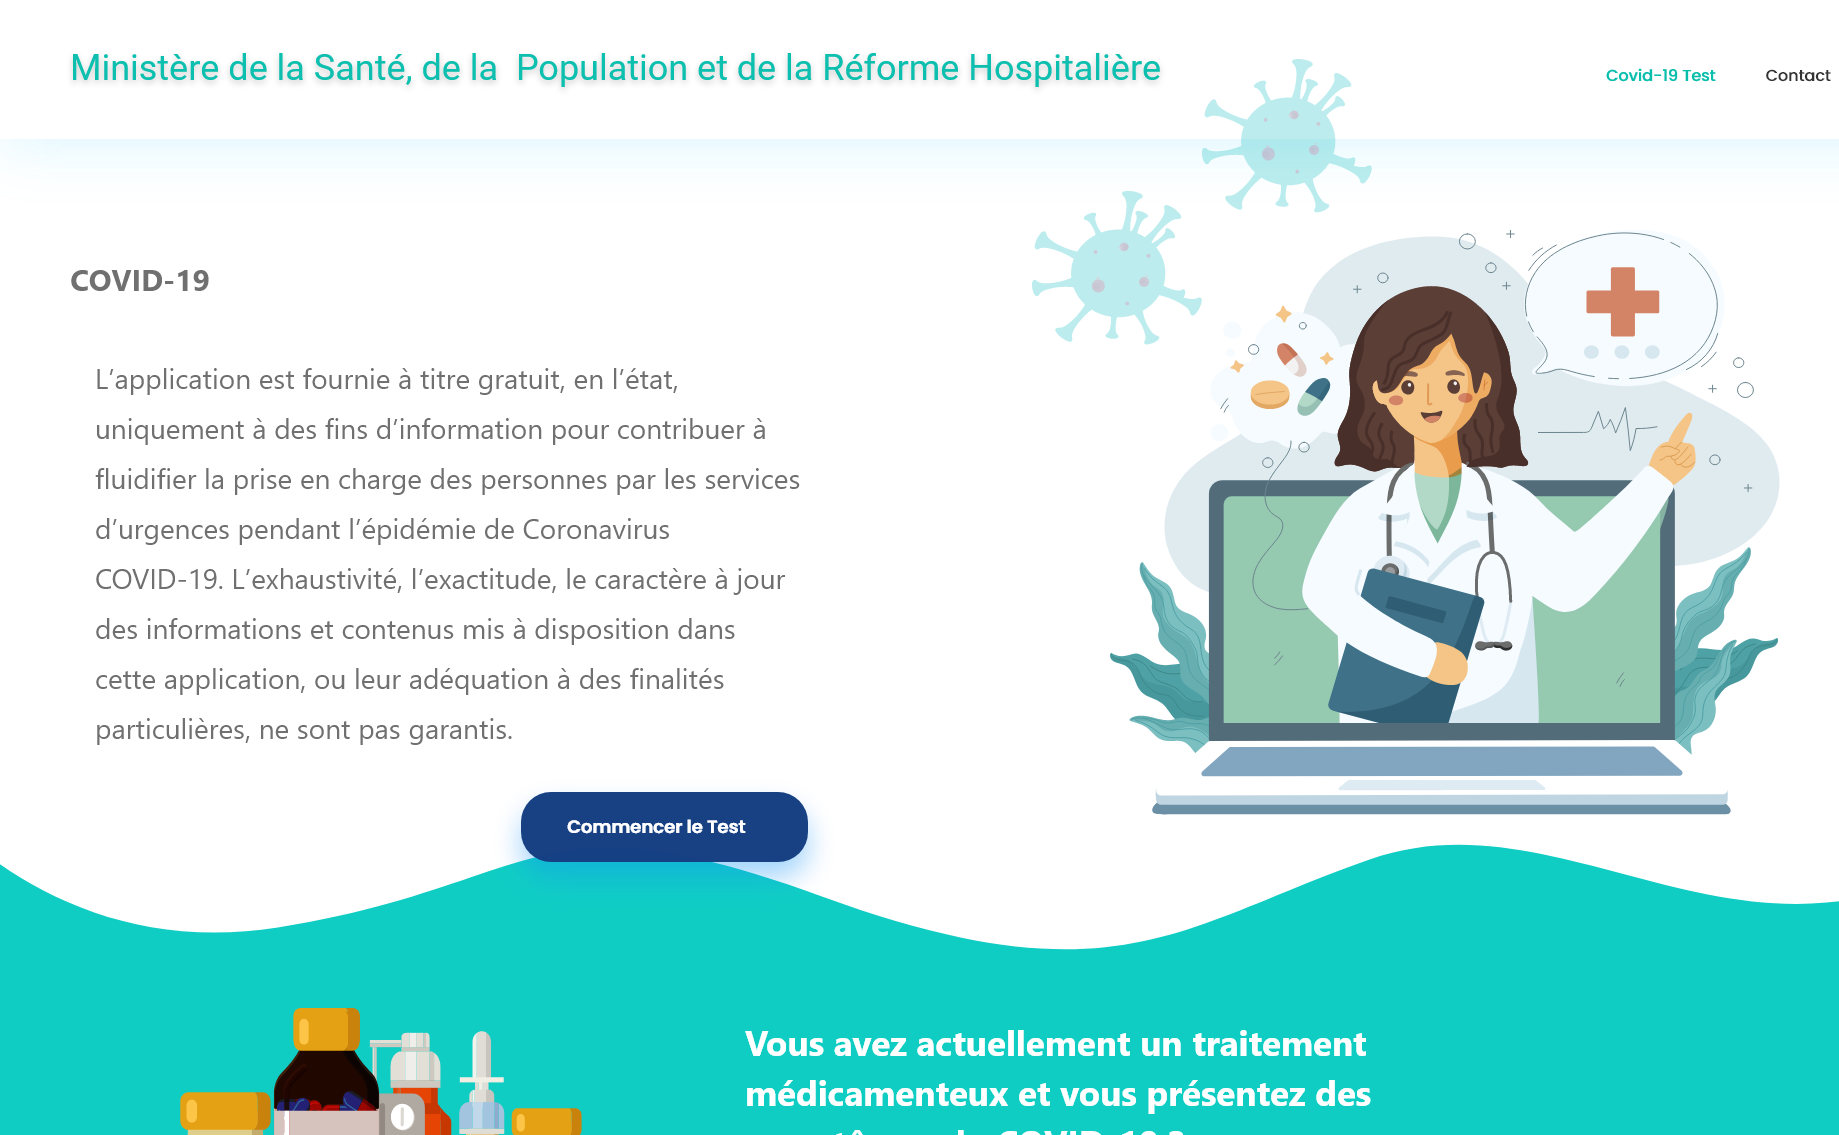 Ministère de la Santé, de la Population et de la Réforme Hospitalière
Covid-19 Test
Contact
COVID-19
L’application est fournie à titre gratuit, en l’état,
uniquement à des fins d’information pour contribuer à
fluidifier la prise en charge des personnes par les services
d’urgences pendant l’épidémie de Coronavirus
COVID-19. L’exhaustivité, l’exactitude, le caractère à jour
des informations et contenus mis à disposition dans
cette application, ou leur adéquation à des finalités
particulières, ne sont pas garantis.
Commencer le Test
Vous avez actuellement un traitement
médicamenteux et vous présentez des